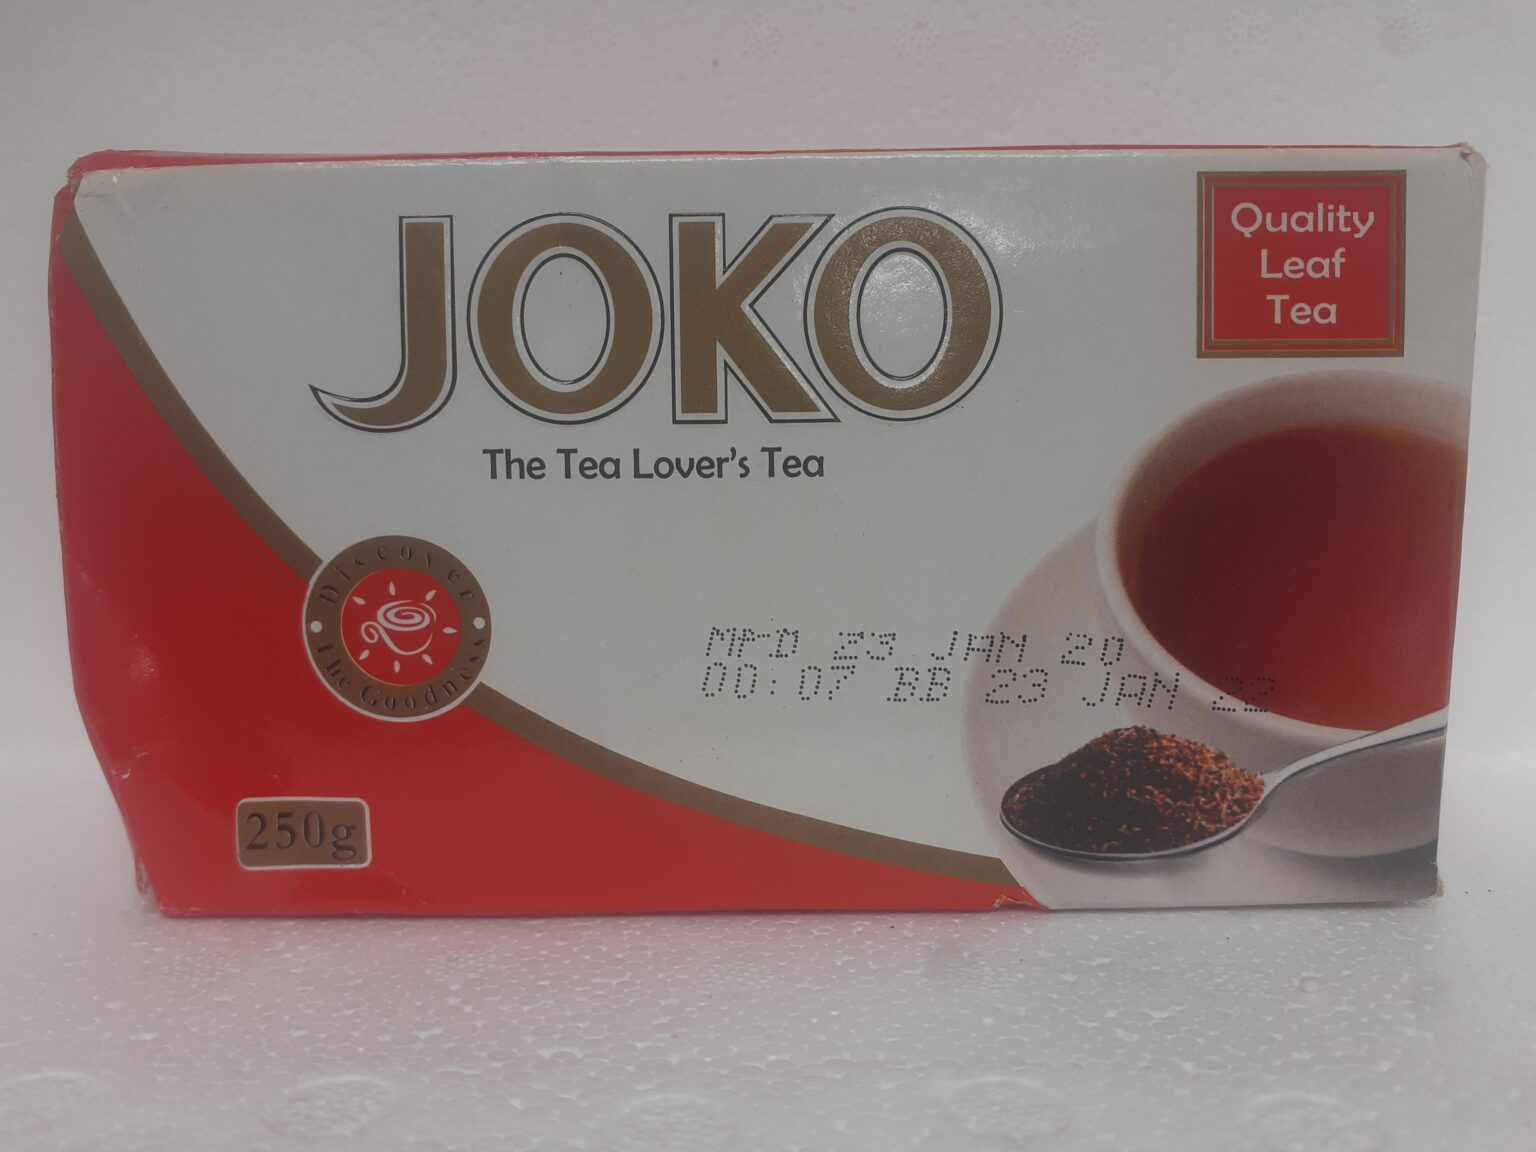 JOKO
The Tea Lover's Tea
Quality
Leaf
Tea
Discover
The Goodness
MFD 23 JAN 20
00:07 BB 23 JAN 22
250g